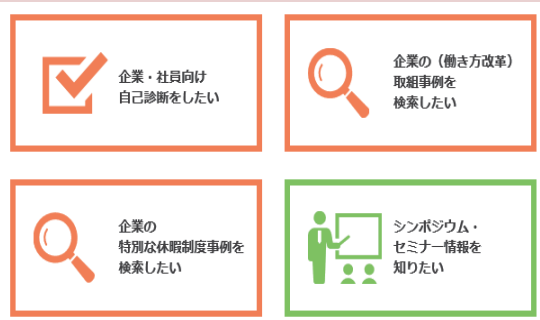 企業・社員向け
自己診断をしたい
企業の（働き方改革）
取組事例を
検索したい
企業の
特別な休暇制度事例を
検索したい
シンポジウム・
セミナー情報を
知りたい